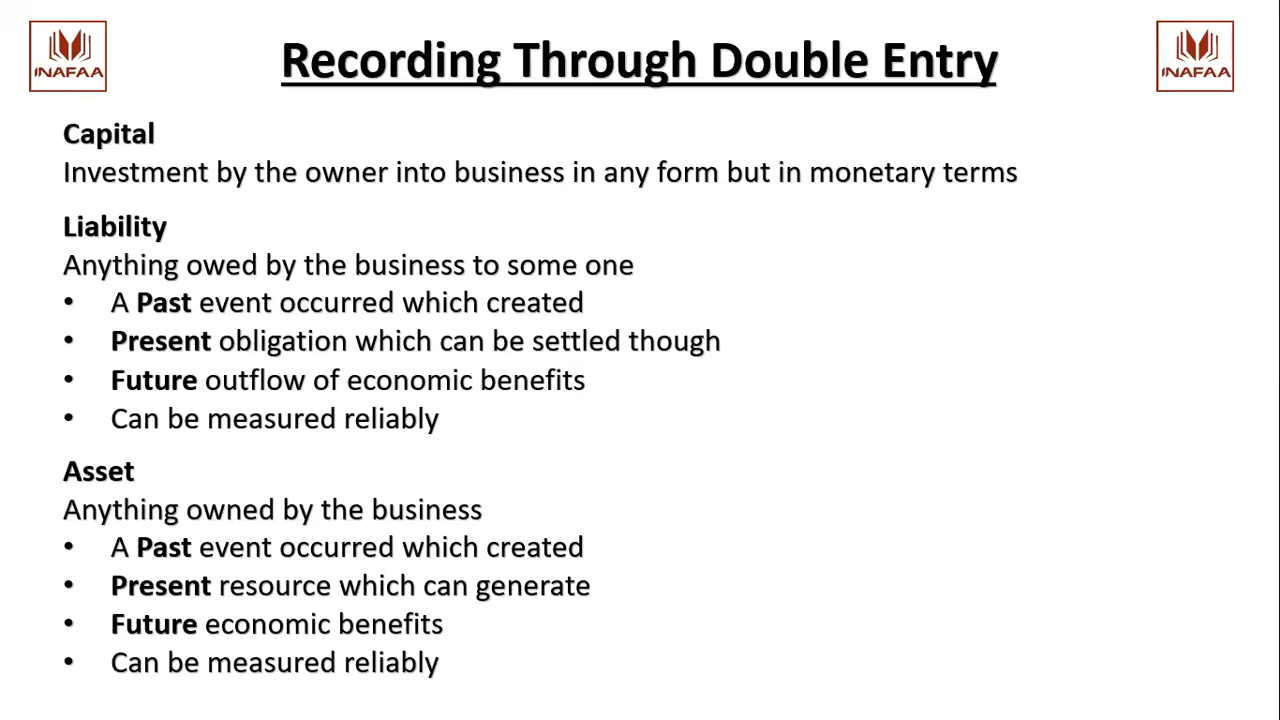 INAFAA
Recording Through Double Entry
INAFAA
Capital
Investment by the owner into business in any form but in monetary terms
Liability
Anything owed by the business to some one
• A Past event occurred which created
• Present obligation which can be settled though
• Future outflow of economic benefits
• Can be measured reliably
Asset
Anything owned by the business
• A Past event occurred which created
• Present resource which can generate
• Future economic benefits
• Can be measured reliably